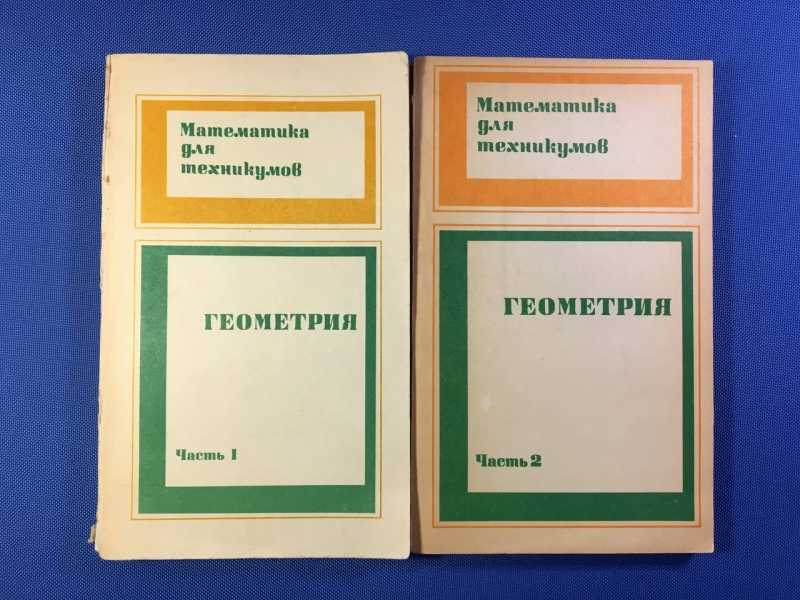 Математика
для
техникумов
ГЕОМЕТРИЯ
Часть 1
Математика
для
техникумов
ГЕОМЕТРИЯ
Часть 2